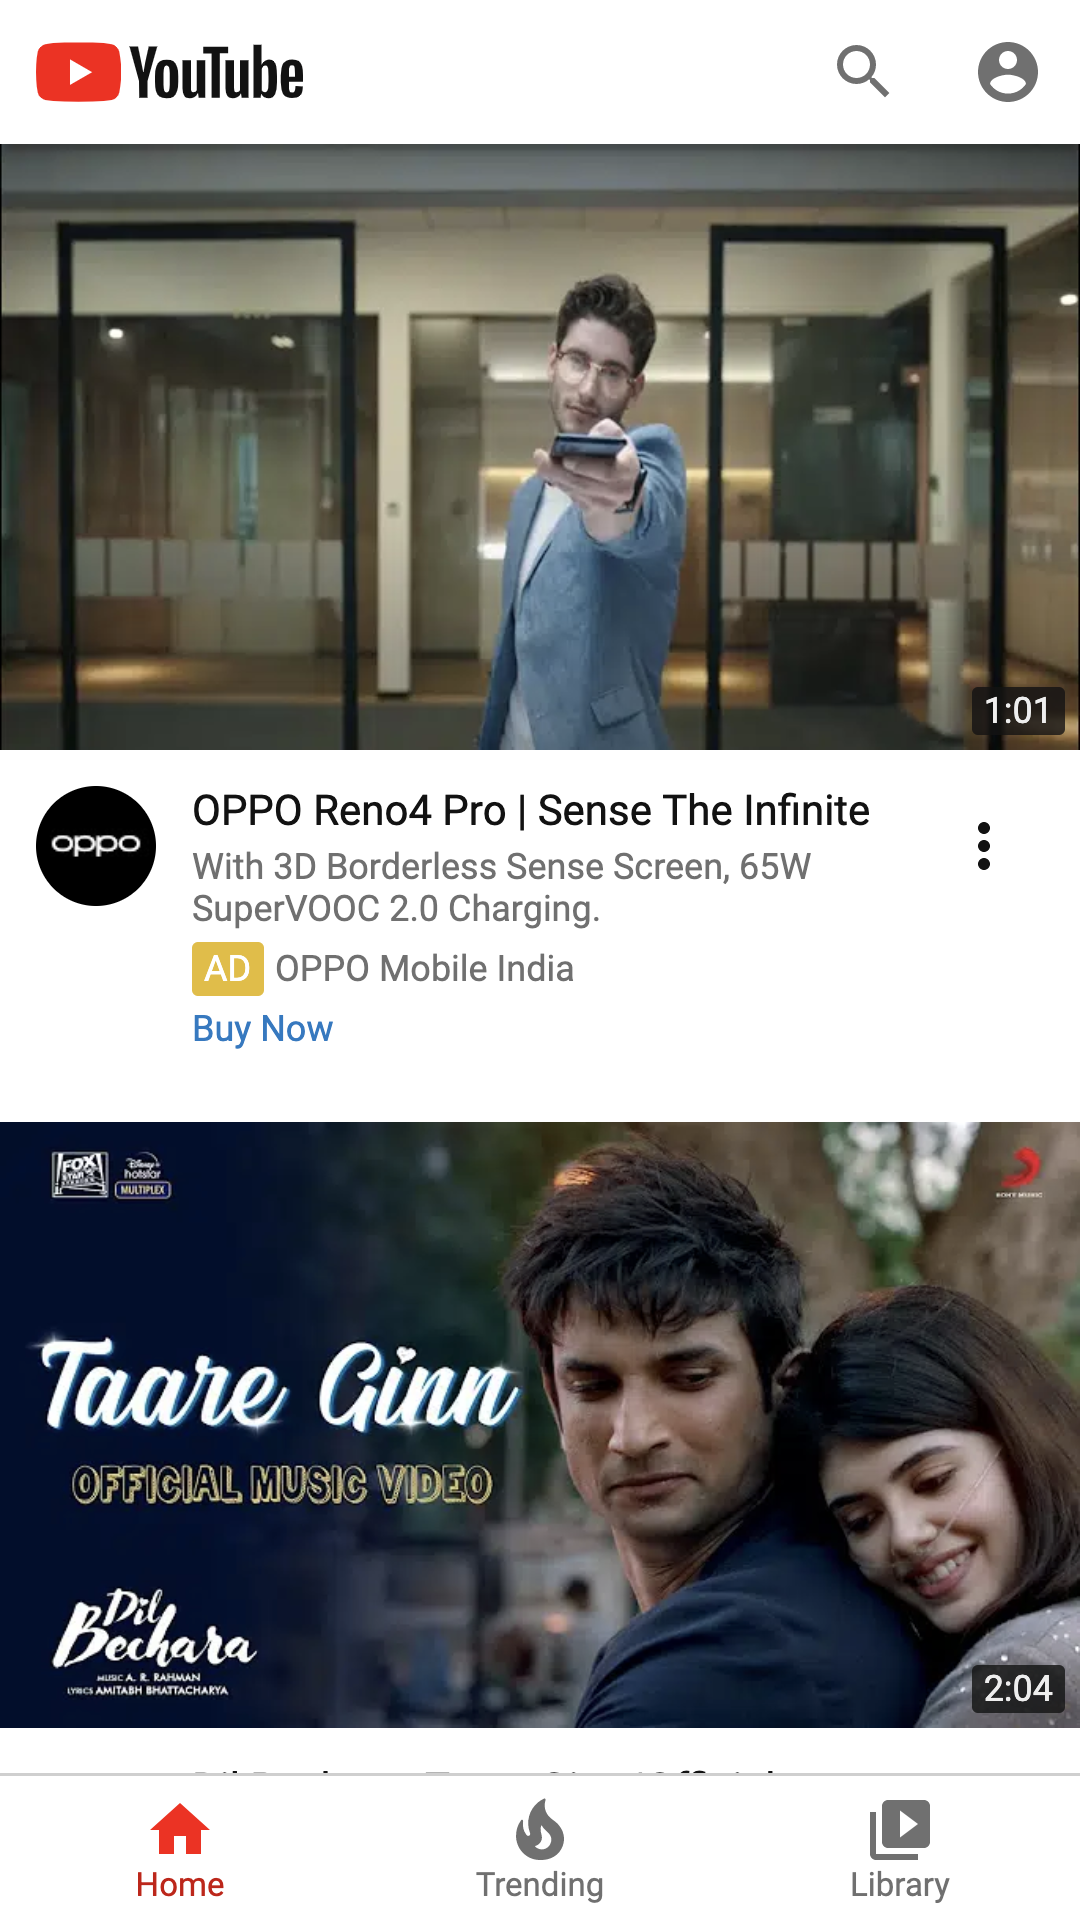 YouTube
1:01
oppo
OPPO Reno4 Pro | Sense The Infinite
With 3D Borderless Sense Screen, 65W
SuperVOOC 2.0 Charging.
AD OPPO Mobile India
Buy Now
FOX
STAR
STUDIOS
Disney+
hotstar
MULTIPLEX
SONY MUSIC
Taare Ginn
OFFICIAL MUSIC VIDEO
Dil
Bechara
MUSIC A. R. RAHMAN
LYRICS AMITABH BHATTACHARYA
2:04
Home
Trending
Library